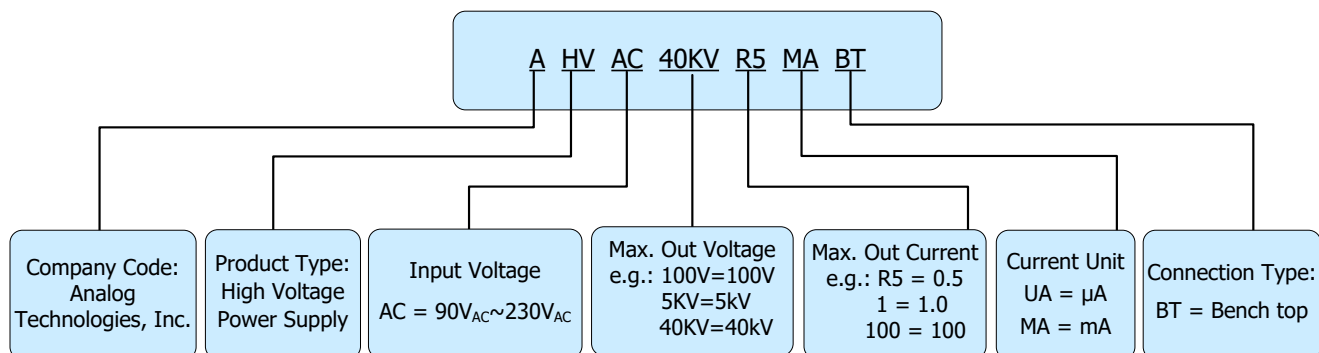 A HV AC 40KV R5 MA BT
Company Code:
Analog
Technologies, Inc.
Product Type:
High Voltage
Power Supply
Input Voltage
AC = 90VAC~230VAC
Max. Out Voltage
e.g.: 100V=100V
5KV=5kV
40KV=40kV
Max. Out Current
e.g.: R5 = 0.5
1 = 1.0
100 = 100
Current Unit
UA = µA
MA = mA
Connection Type:
BT = Bench top